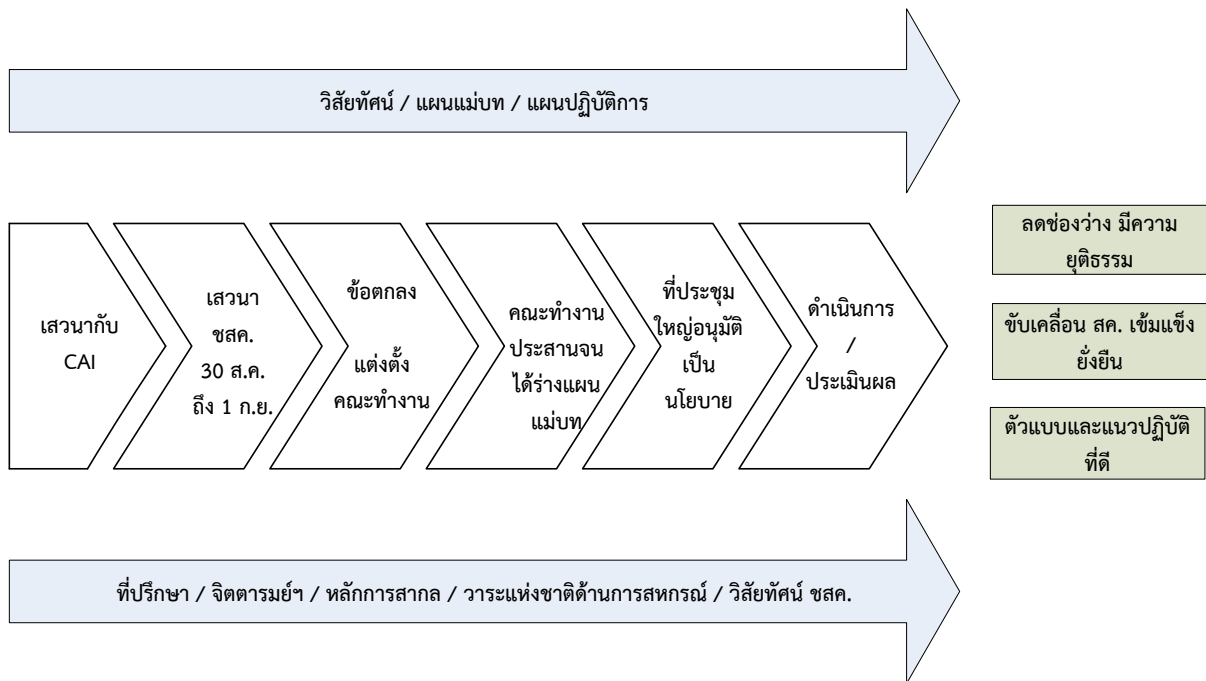 วิสัยทัศน์ / แผนแม่บท / แผนปฏิบัติการ
เสวนากับ
CAI
เสวนา
ชสค.
30 ส.ค.
ถึง 1 ก.ย.
ข้อตกลง
แต่งตั้ง
คณะทำงาน
คณะทำงาน
ประสานจน
ได้ร่างแผน
แม่บท
ที่ประชุม
ใหญ่อนุมัติ
เป็น
นโยบาย
ดำเนินการ
/
ประเมินผล
ลดช่องว่าง มีความ
ยุติธรรม
ขับเคลื่อน สค. เข้มแข็ง
ยั่งยืน
ตัวแบบและแนวปฏิบัติ
ที่ดี
ที่ปรึกษา / จิตตารมย์ฯ / หลักการสากล / วาระแห่งชาติด้านการสหกรณ์ / วิสัยทัศน์ ชสค.